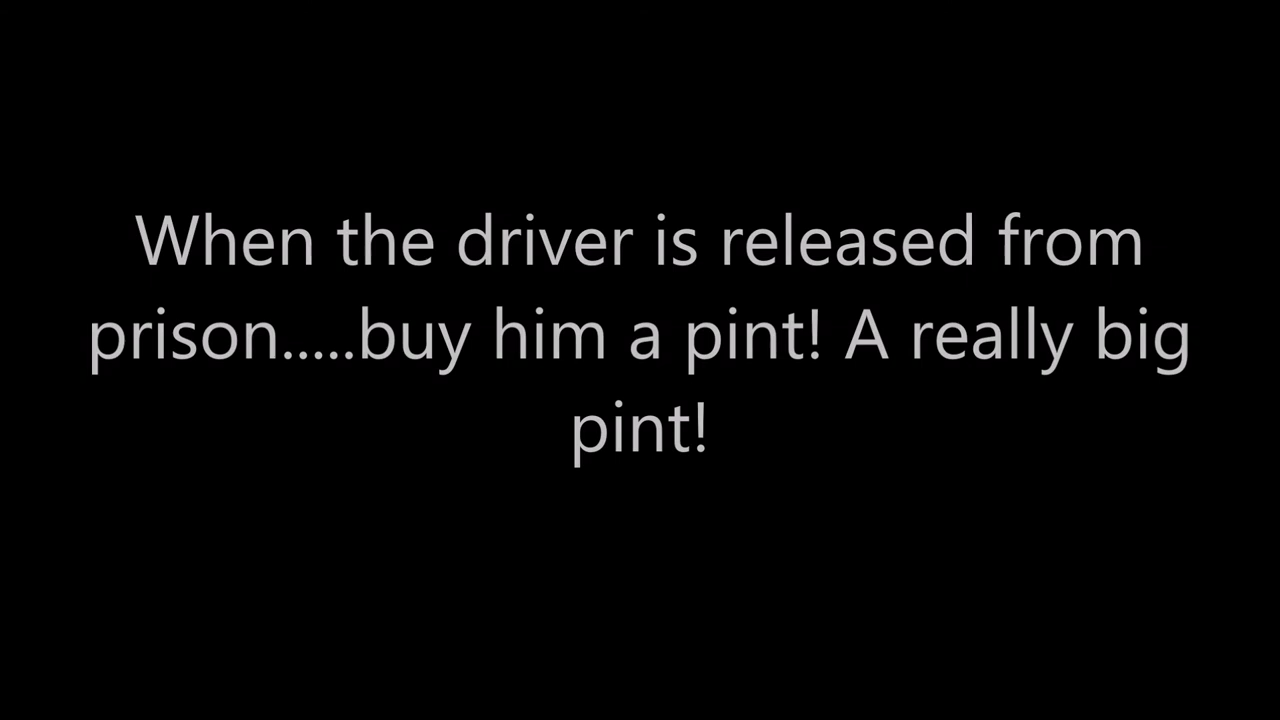 When the driver is released from
prison.....buy him a pint! A really big
pint!